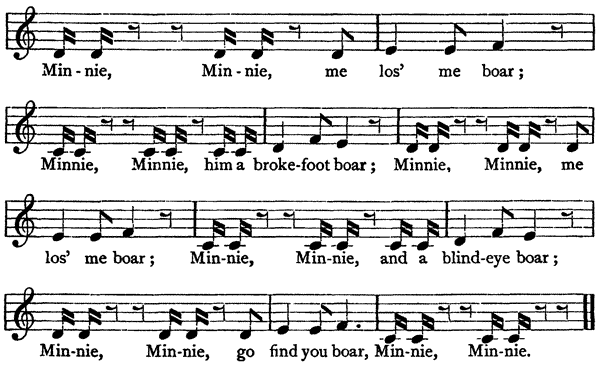 Min - nie, Min - nie, me los' me boar;
Minnie, Minnie, him a broke-foot boar; Minnie, Minnie, me
los' me boar; Min-nie, Min-nie, and a blind-eye boar;
Min-nie, Min-nie, go find you boar, Min-nie, Min-nie.